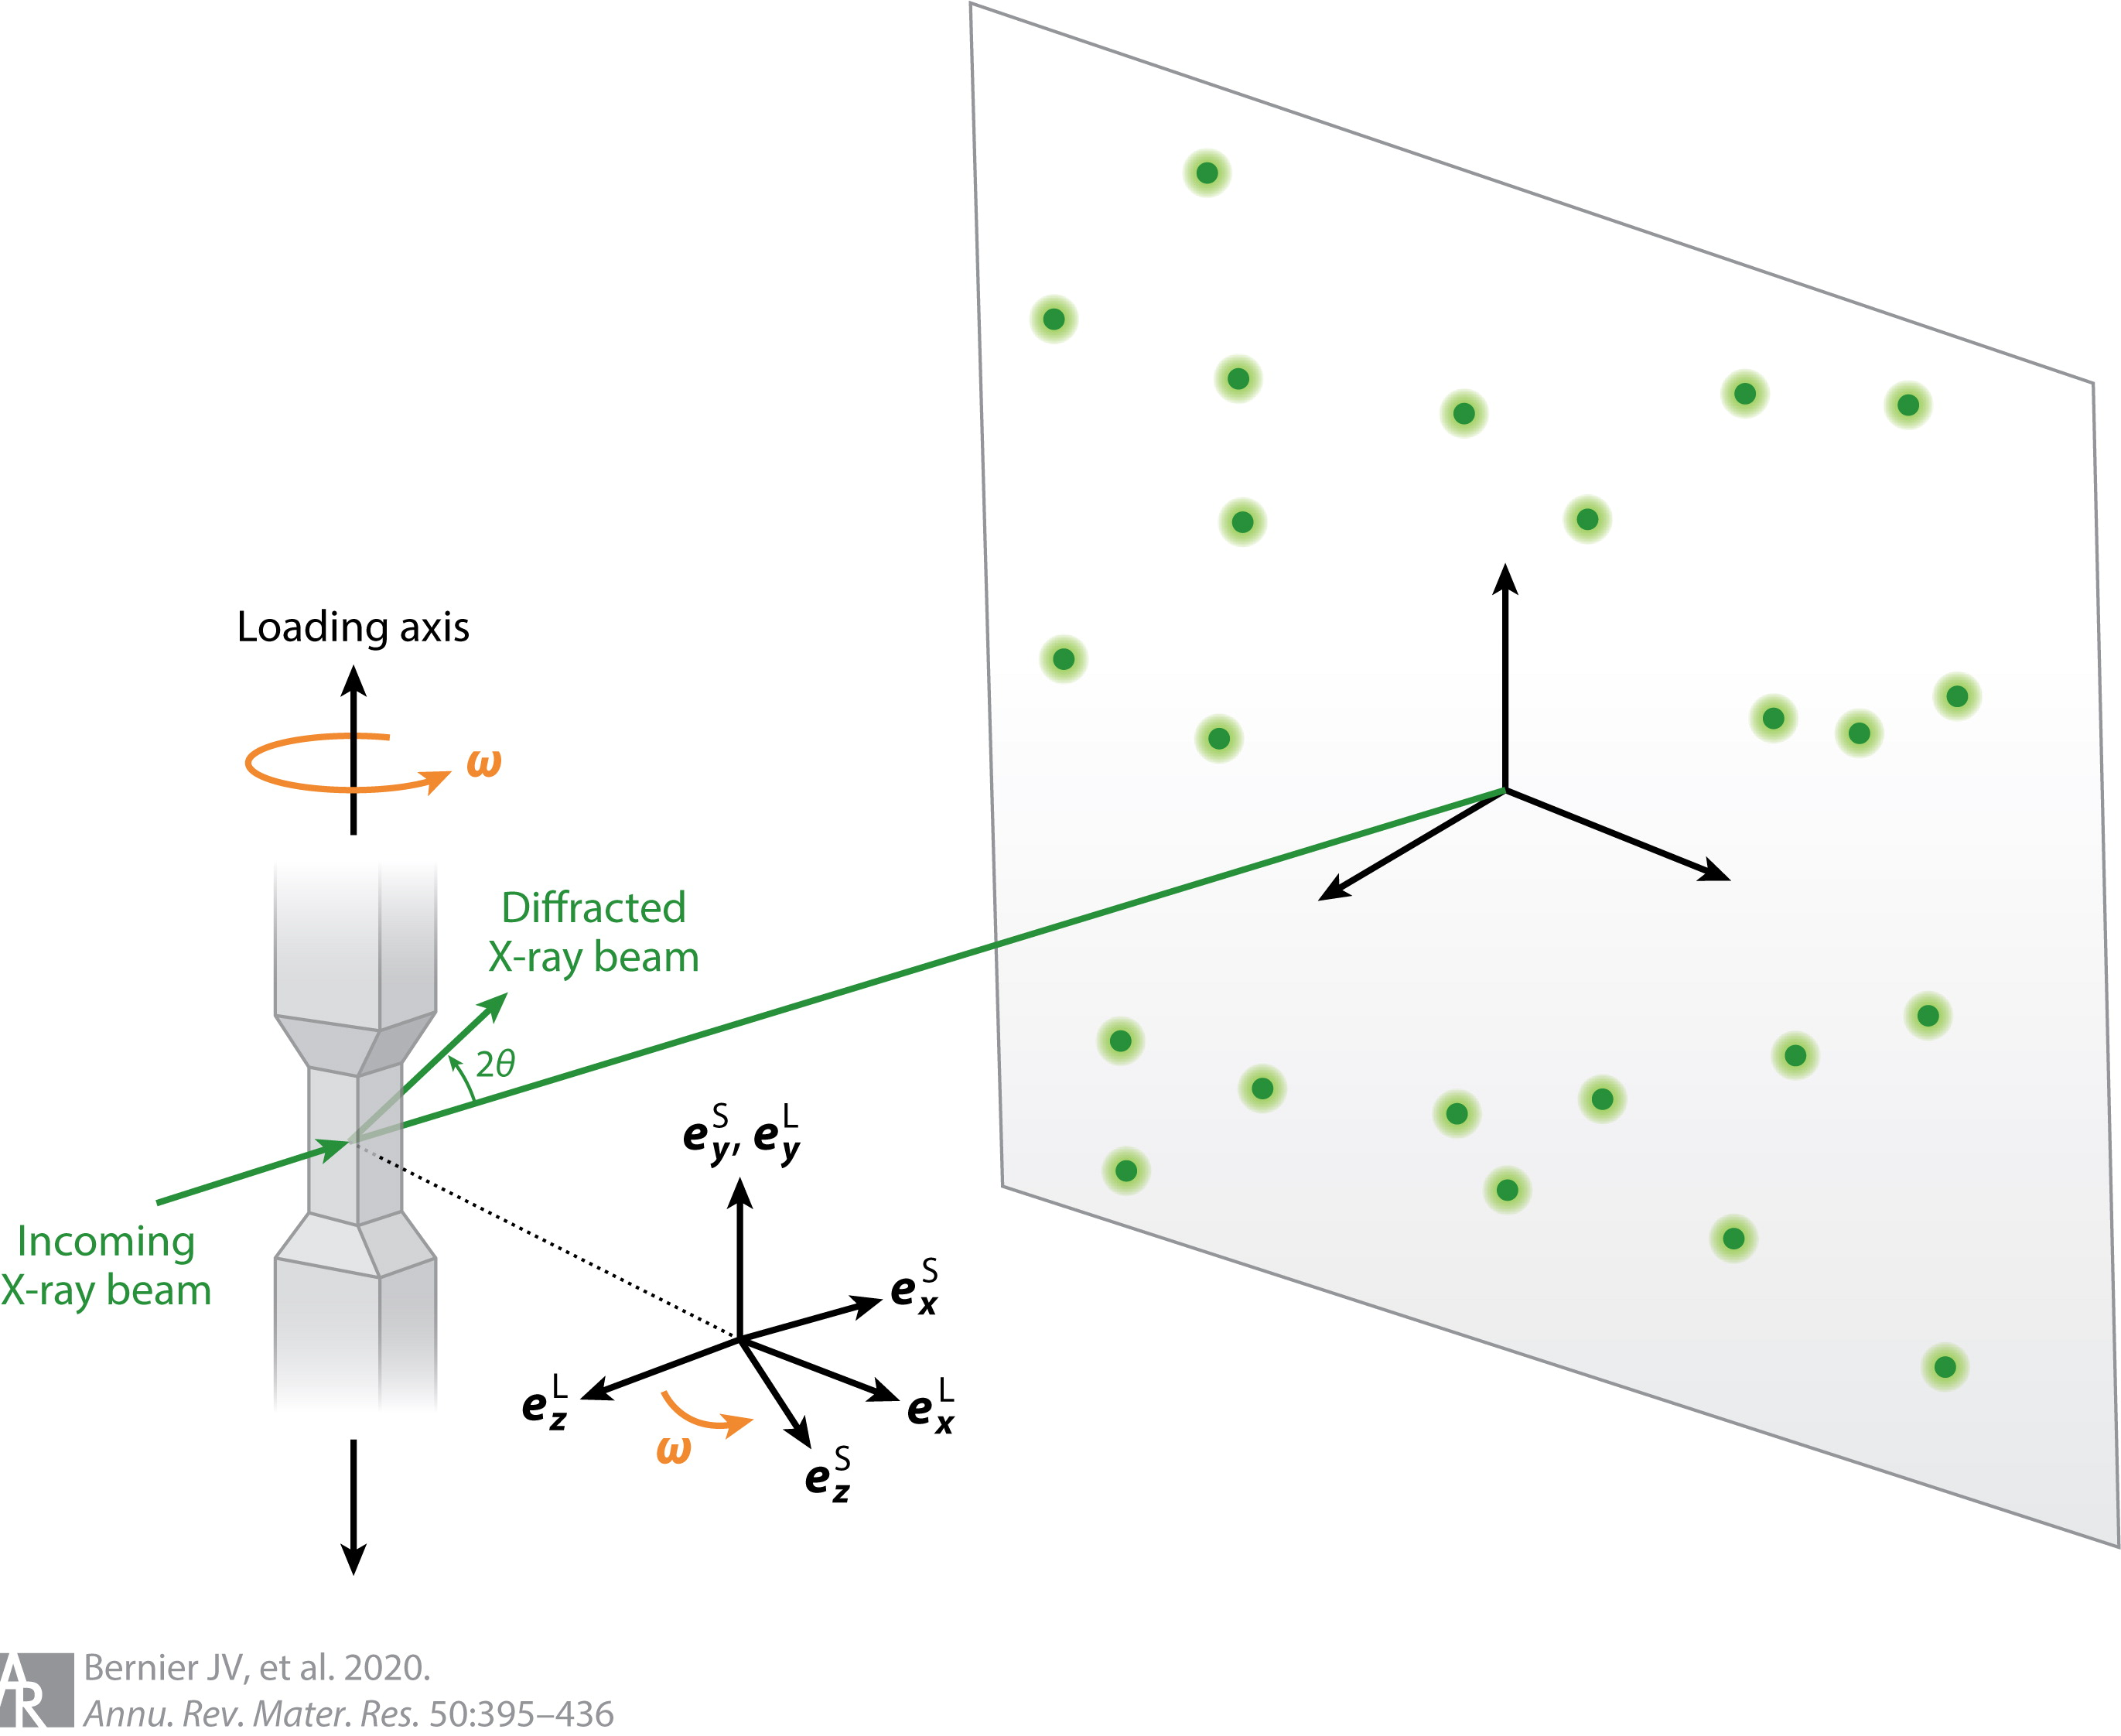 Loading axis
ω
Diffracted
X-ray beam
2θ
Incoming
X-ray beam
e_y^S, e_y^L
e_x^S
e_x^L
e_z^L
ω
e_z^S
AR
Bernier JV, et al. 2020.
Annu. Rev. Mater. Res. 50:395–436